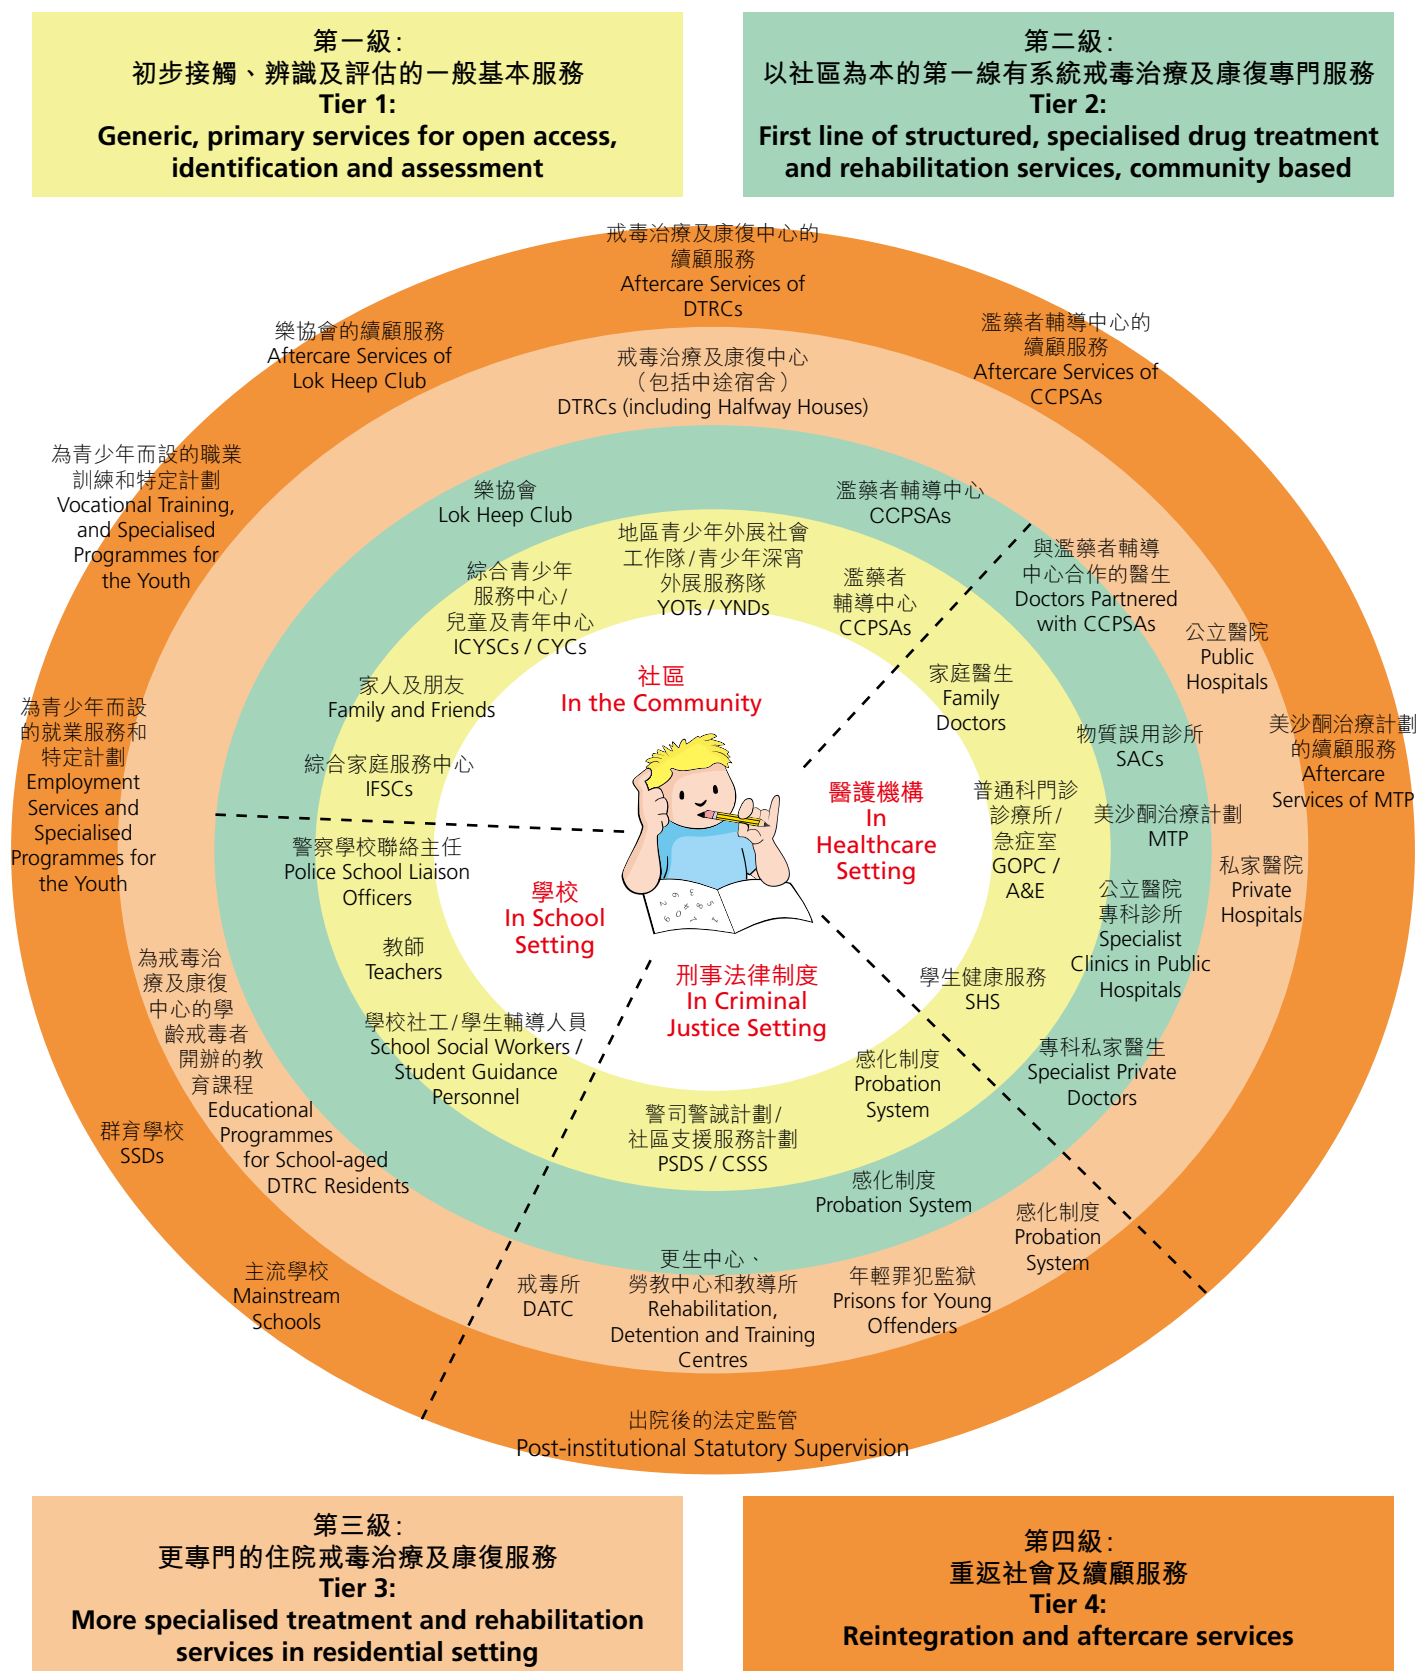 第一級:
初步接觸、辨識及評估的一般基本服務
Tier 1:
Generic, primary services for open access,
identification and assessment
第二級:
以社區為本的第一線有系統戒毒治療及康復專門服務
Tier 2:
First line of structured, specialised drug treatment
and rehabilitation services, community based
戒毒治療及康復中心的
續顧服務
Aftercare Services of
DTRCs
樂協會的續顧服務
Aftercare Services of
Lok Heep Club
濫藥者輔導中心的
續顧服務
Aftercare Services of
CCPSAs
戒毒治療及康復中心
（包括中途宿舍）
DTRCs (including Halfway Houses)
為青少年而設的職業
訓練和特定計劃
Vocational Training,
and Specialised
Programmes for
the Youth
樂協會
Lok Heep Club
濫藥者輔導中心
CCPSAs
地區青少年外展社會
工作隊/青少年深宵
外展服務隊
YOTs / YNDs
綜合青少年
服務中心/
兒童及青年中心
ICYSCs / CYCs
濫藥者
輔導中心
CCPSAs
與濫藥者輔導
中心合作的醫生
Doctors Partnered
with CCPSAs
公立醫院
Public
Hospitals
家人及朋友
Family and Friends
社區
In the Community
家庭醫生
Family
Doctors
為青少年而設
的就業服務和
特定計劃
Employment
Services and
Specialised
Programmes for
the Youth
綜合家庭服務中心
IFSCs
物質誤用診所
SACs
美沙酮治療計劃
的續顧服務
Aftercare
Services of MTP
醫護機構
In
Healthcare
Setting
普通科門診
診療所/
急症室
GOPC /
A&E
美沙酮治療計劃
MTP
警察學校聯絡主任
Police School Liaison
Officers
學校
In School
Setting
公立醫院
專科診所
Specialist
Clinics in Public
Hospitals
私家醫院
Private
Hospitals
教師
Teachers
為戒毒治
療及康復
中心的學
齡戒毒者
開辦的教
育課程
Educational
Programmes
for School-aged
DTRC Residents
刑事法律制度
In Criminal
Justice Setting
學生健康服務
SHS
學校社工/學生輔導人員
School Social Workers /
Student Guidance
Personnel
感化制度
Probation
System
專科私家醫生
Specialist Private
Doctors
群育學校
SSDs
警司警誡計劃/
社區支援服務計劃
PSDS / CSSS
感化制度
Probation System
感化制度
Probation
System
主流學校
Mainstream
Schools
戒毒所
DATC
更生中心、
勞教中心和教導所
Rehabilitation,
Detention and Training
Centres
年輕罪犯監獄
Prisons for Young
Offenders
出院後的法定監管
Post-institutional Statutory Supervision
第三級:
更專門的住院戒毒治療及康復服務
Tier 3:
More specialised treatment and rehabilitation
services in residential setting
第四級:
重返社會及續顧服務
Tier 4:
Reintegration and aftercare services